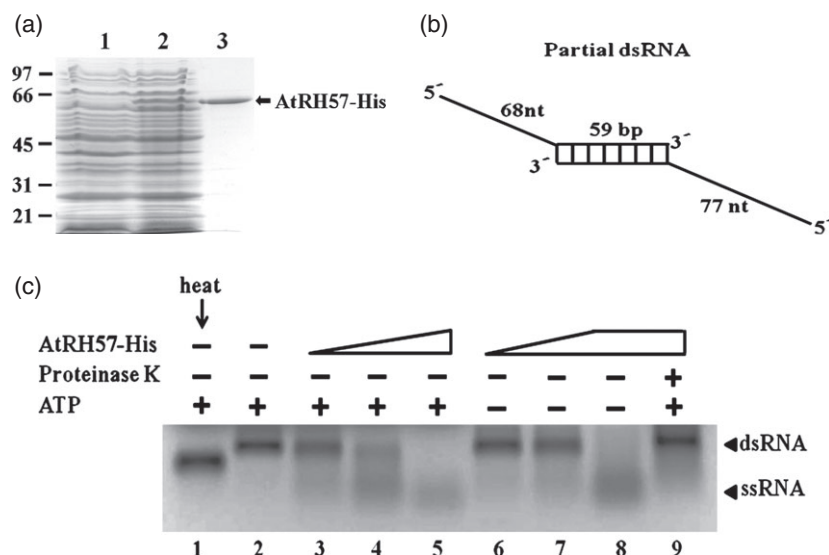 (a)
1 2 3
97
66
45
31
21
AtRH57-His
(b)
Partial dsRNA
5´
68nt
59 bp
3´
3´
77 nt
5´
(c)
heat
AtRH57-His − −
Proteinase K − − − − − − − − +
ATP + + + + + − − − +
dsRNA
ssRNA
1 2 3 4 5 6 7 8 9